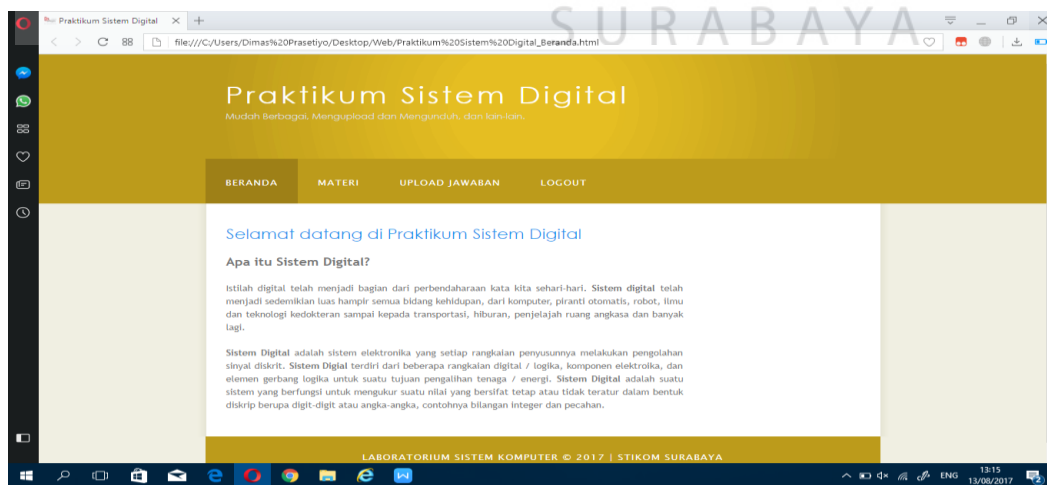 SURABAYA
Praktikum Sistem Digital
file:///C:/Users/Dimas%20Prasetiyo/Desktop/Web/Praktikum%20Sistem%20Digital_Beranda.html
Praktikum Sistem Digital
Mudah Berbagai, Mengupload dan Mengunduh, dan lain-lain.
BERANDA MATERI UPLOAD JAWABAN LOGOUT
Selamat datang di Praktikum Sistem Digital
Apa itu Sistem Digital?
Istilah digital telah menjadi bagian dari perbendaharaan kata kita sehari-hari. Sistem digital telah
menjadi sedemikian luas hampir semua bidang kehidupan, dari komputer, piranti otomatis, robot, ilmu
dan teknologi kedokteran sampai kepada transportasi, hiburan, penjelajah ruang angkasa dan banyak
lagi.
Sistem Digital adalah sistem elektronika yang setiap rangkaian penyusunnya melakukan pengolahan
sinyal diskrit. Sistem Digial terdiri dari beberapa rangkaian digital / logika, komponen elektroika, dan
elemen gerbang logika untuk suatu tujuan pengalihan tenaga / energi. Sistem Digital adalah suatu
sistem yang berfungsi untuk mengukur suatu nilai yang bersifat tetap atau tidak teratur dalam bentuk
diskrip berupa digit-digit atau angka-angka, contohnya bilangan integer dan pecahan.
LABORATORIUM SISTEM KOMPUTER © 2017 | STIKOM SURABAYA
ENG
13:15
13/08/2017
2